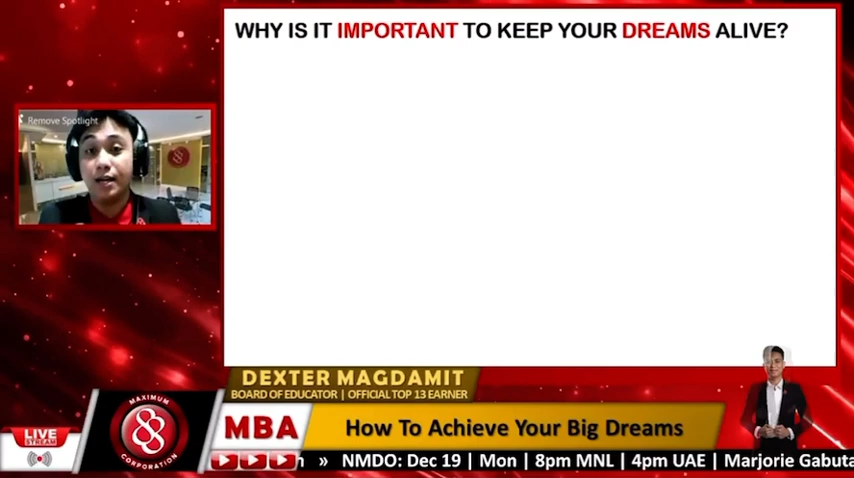 WHY IS IT IMPORTANT TO KEEP YOUR DREAMS ALIVE?
Remove Spotlight
88
DEXTER MAGDAMIT
BOARD OF EDUCATOR | OFFICIAL TOP 13 EARNER
MAXIMUM
88
CORPORATION
LIVE
STREAM
MBA
How To Achieve Your Big Dreams
» NMDO: Dec 19 | Mon | 8pm MNL | 4pm UAE | Marjorie Gabuta